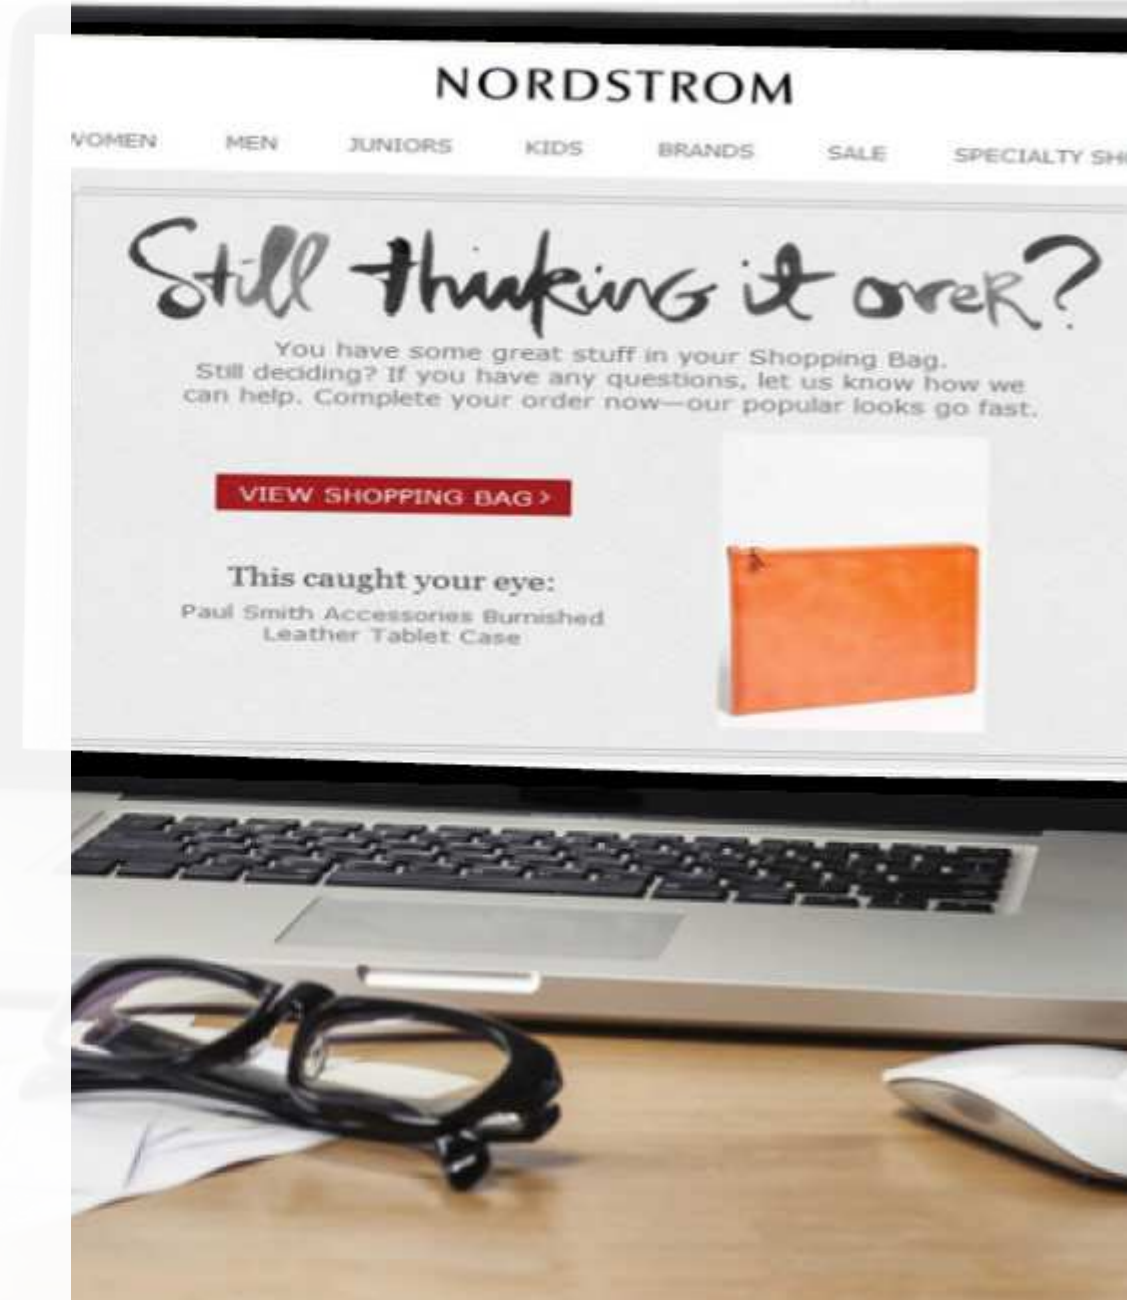 NORDSTROM
WOMEN MEN JUNIORS KIDS BRANDS SALE SPECIALTY
Still thinking it over?
You have some great stuff in your Shopping Bag.
Still deciding? If you have any questions, let us know how we
can help. Complete your order now—our popular looks go fast.
VIEW SHOPPING BAG >
This caught your eye:
Paul Smith Accessories Burnished
Leather Tablet Case